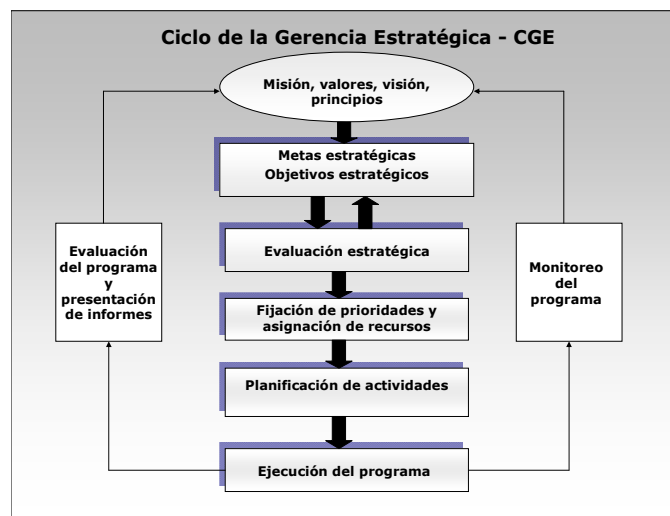 Ciclo de la Gerencia Estratégica - CGE
Misión, valores, visión,
principios
Metas estratégicas
Objetivos estratégicos
Evaluación estratégica
Fijación de prioridades y
asignación de recursos
Planificación de actividades
Ejecución del programa
Evaluación
del programa
y
presentación
de informes
Monitoreo
del
programa